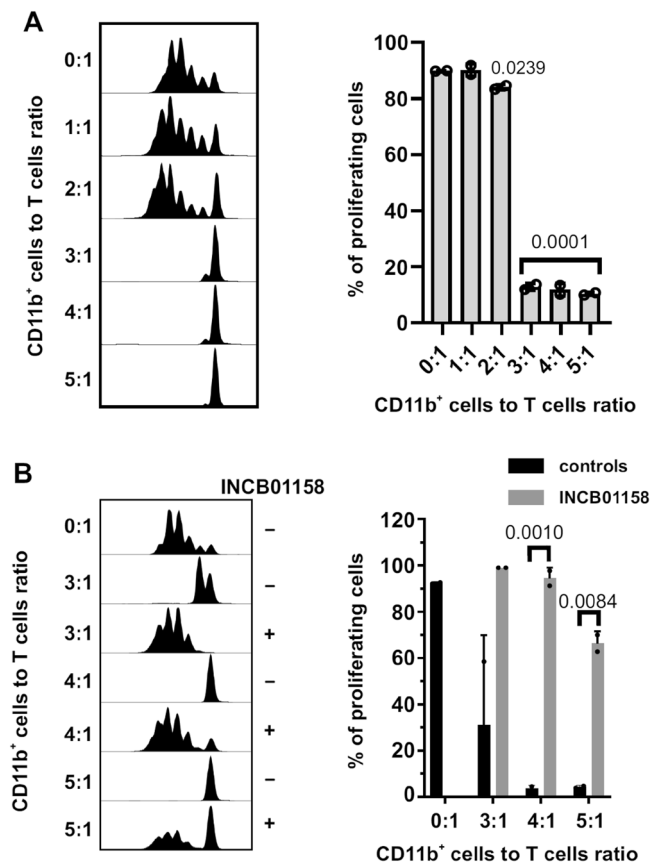 A
CD11b⁺ cells to T cells ratio
0:1
1:1
2:1
3:1
4:1
5:1
% of proliferating cells
100
80
60
40
20
0
0.0239
0.0001
0:1 1:1 2:1 3:1 4:1 5:1
CD11b⁺ cells to T cells ratio
B
INCB01158
CD11b⁺ cells to T cells ratio
0:1 –
3:1 –
3:1 +
4:1 –
4:1 +
5:1 –
5:1 +
controls
INCB01158
% of proliferating cells
120
100
80
60
40
20
0
0.0010
0.0084
0:1 3:1 4:1 5:1
CD11b⁺ cells to T cells ratio